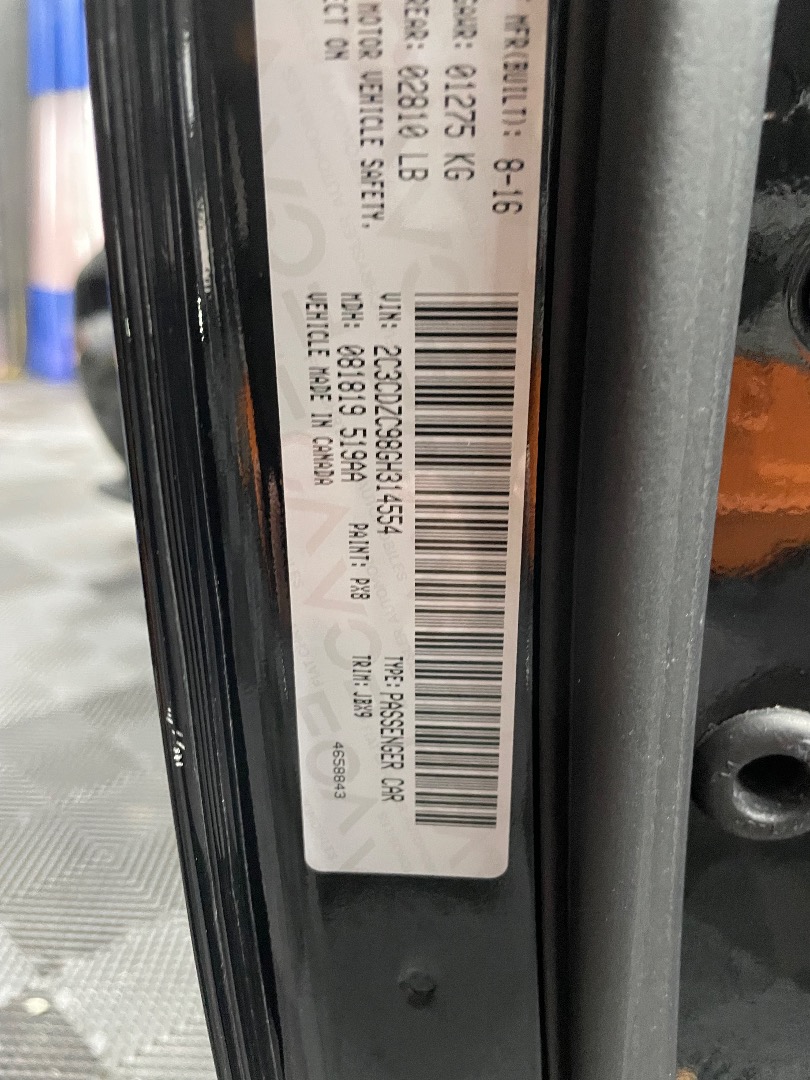 MFR(BUILT): 8-16
GAWR: 01275 KG
REAR: 02810 LB
MOTOR VEHICLE SAFETY,
ECT ON
VIN: 2C3CDZC98GH314554 TYPE: PASSENGER CAR
MDH: 081819 519AA PAINT: PX8 TRIM: JBX9
VEHICLE MADE IN CANADA
4658843